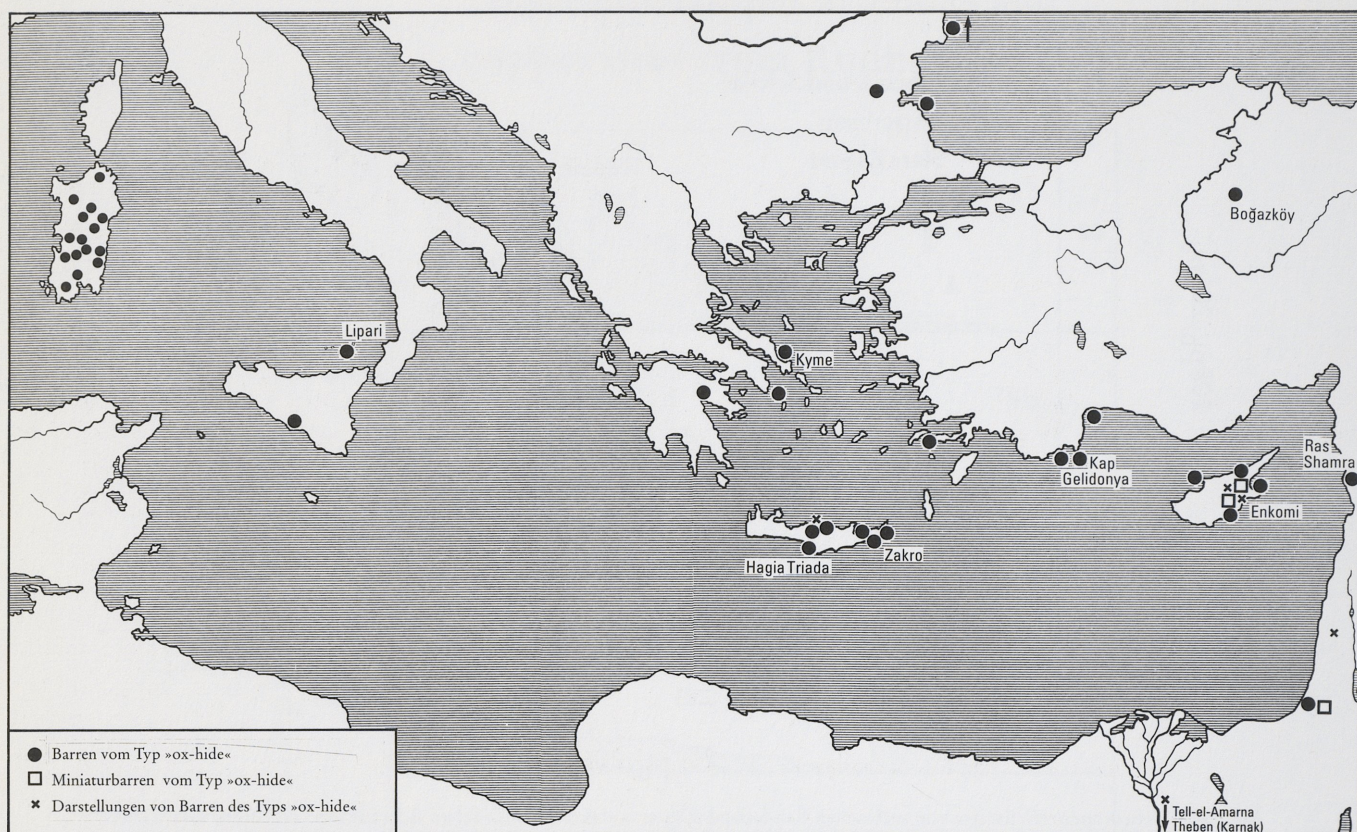 Boğazköy
Lipari
Kyme
Kap
Gelidonya
Ras
Shamra
Enkomi
Zakro
Hagia Triada
Barren vom Typ »ox-hide«
Miniaturbarren vom Typ »ox-hide«
Darstellungen von Barren des Typs »ox-hide«
Tell-el-Amarna
Theben (Karnak)